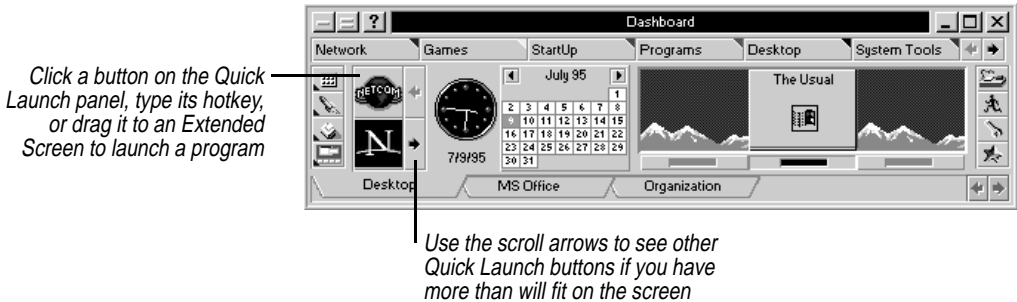 Dashboard
Network Games StartUp Programs Desktop System Tools
Click a button on the Quick
Launch panel, type its hotkey,
or drag it to an Extended
Screen to launch a program
NETCOM
N
7/9/95
July 95
1
2 3 4 5 6 7 8
9 10 11 12 13 14 15
16 17 18 19 20 21 22
23 24 25 26 27 28 29
30 31
The Usual
Desktop MS Office Organization
Use the scroll arrows to see other
Quick Launch buttons if you have
more than will fit on the screen